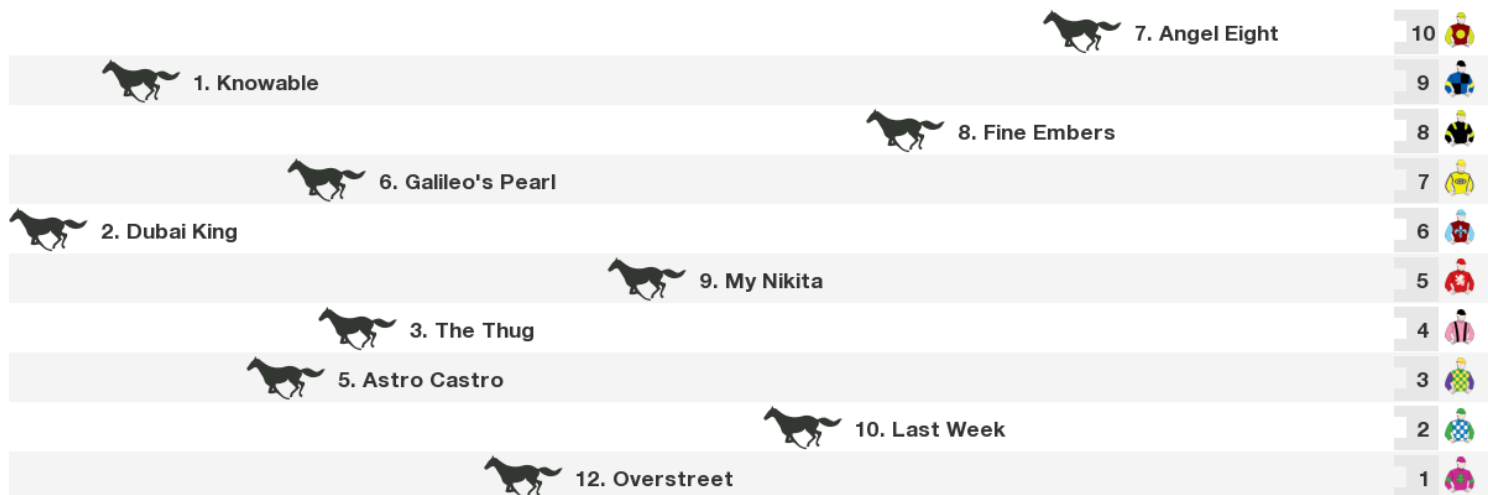 7. Angel Eight 10
1. Knowable 9
8. Fine Embers 8
6. Galileo's Pearl 7
2. Dubai King 6
9. My Nikita 5
3. The Thug 4
5. Astro Castro 3
10. Last Week 2
12. Overstreet 1